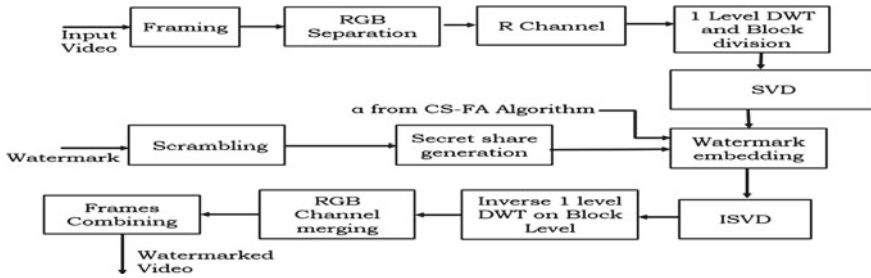 Input
Video
Framing
RGB
Separation
R Channel
1 Level DWT
and Block
division
SVD
α from CS-FA Algorithm
Watermark
Scrambling
Secret share
generation
Watermark
embedding
Frames
Combining
RGB
Channel
merging
Inverse 1 level
DWT on Block
Level
ISVD
Watermarked
Video